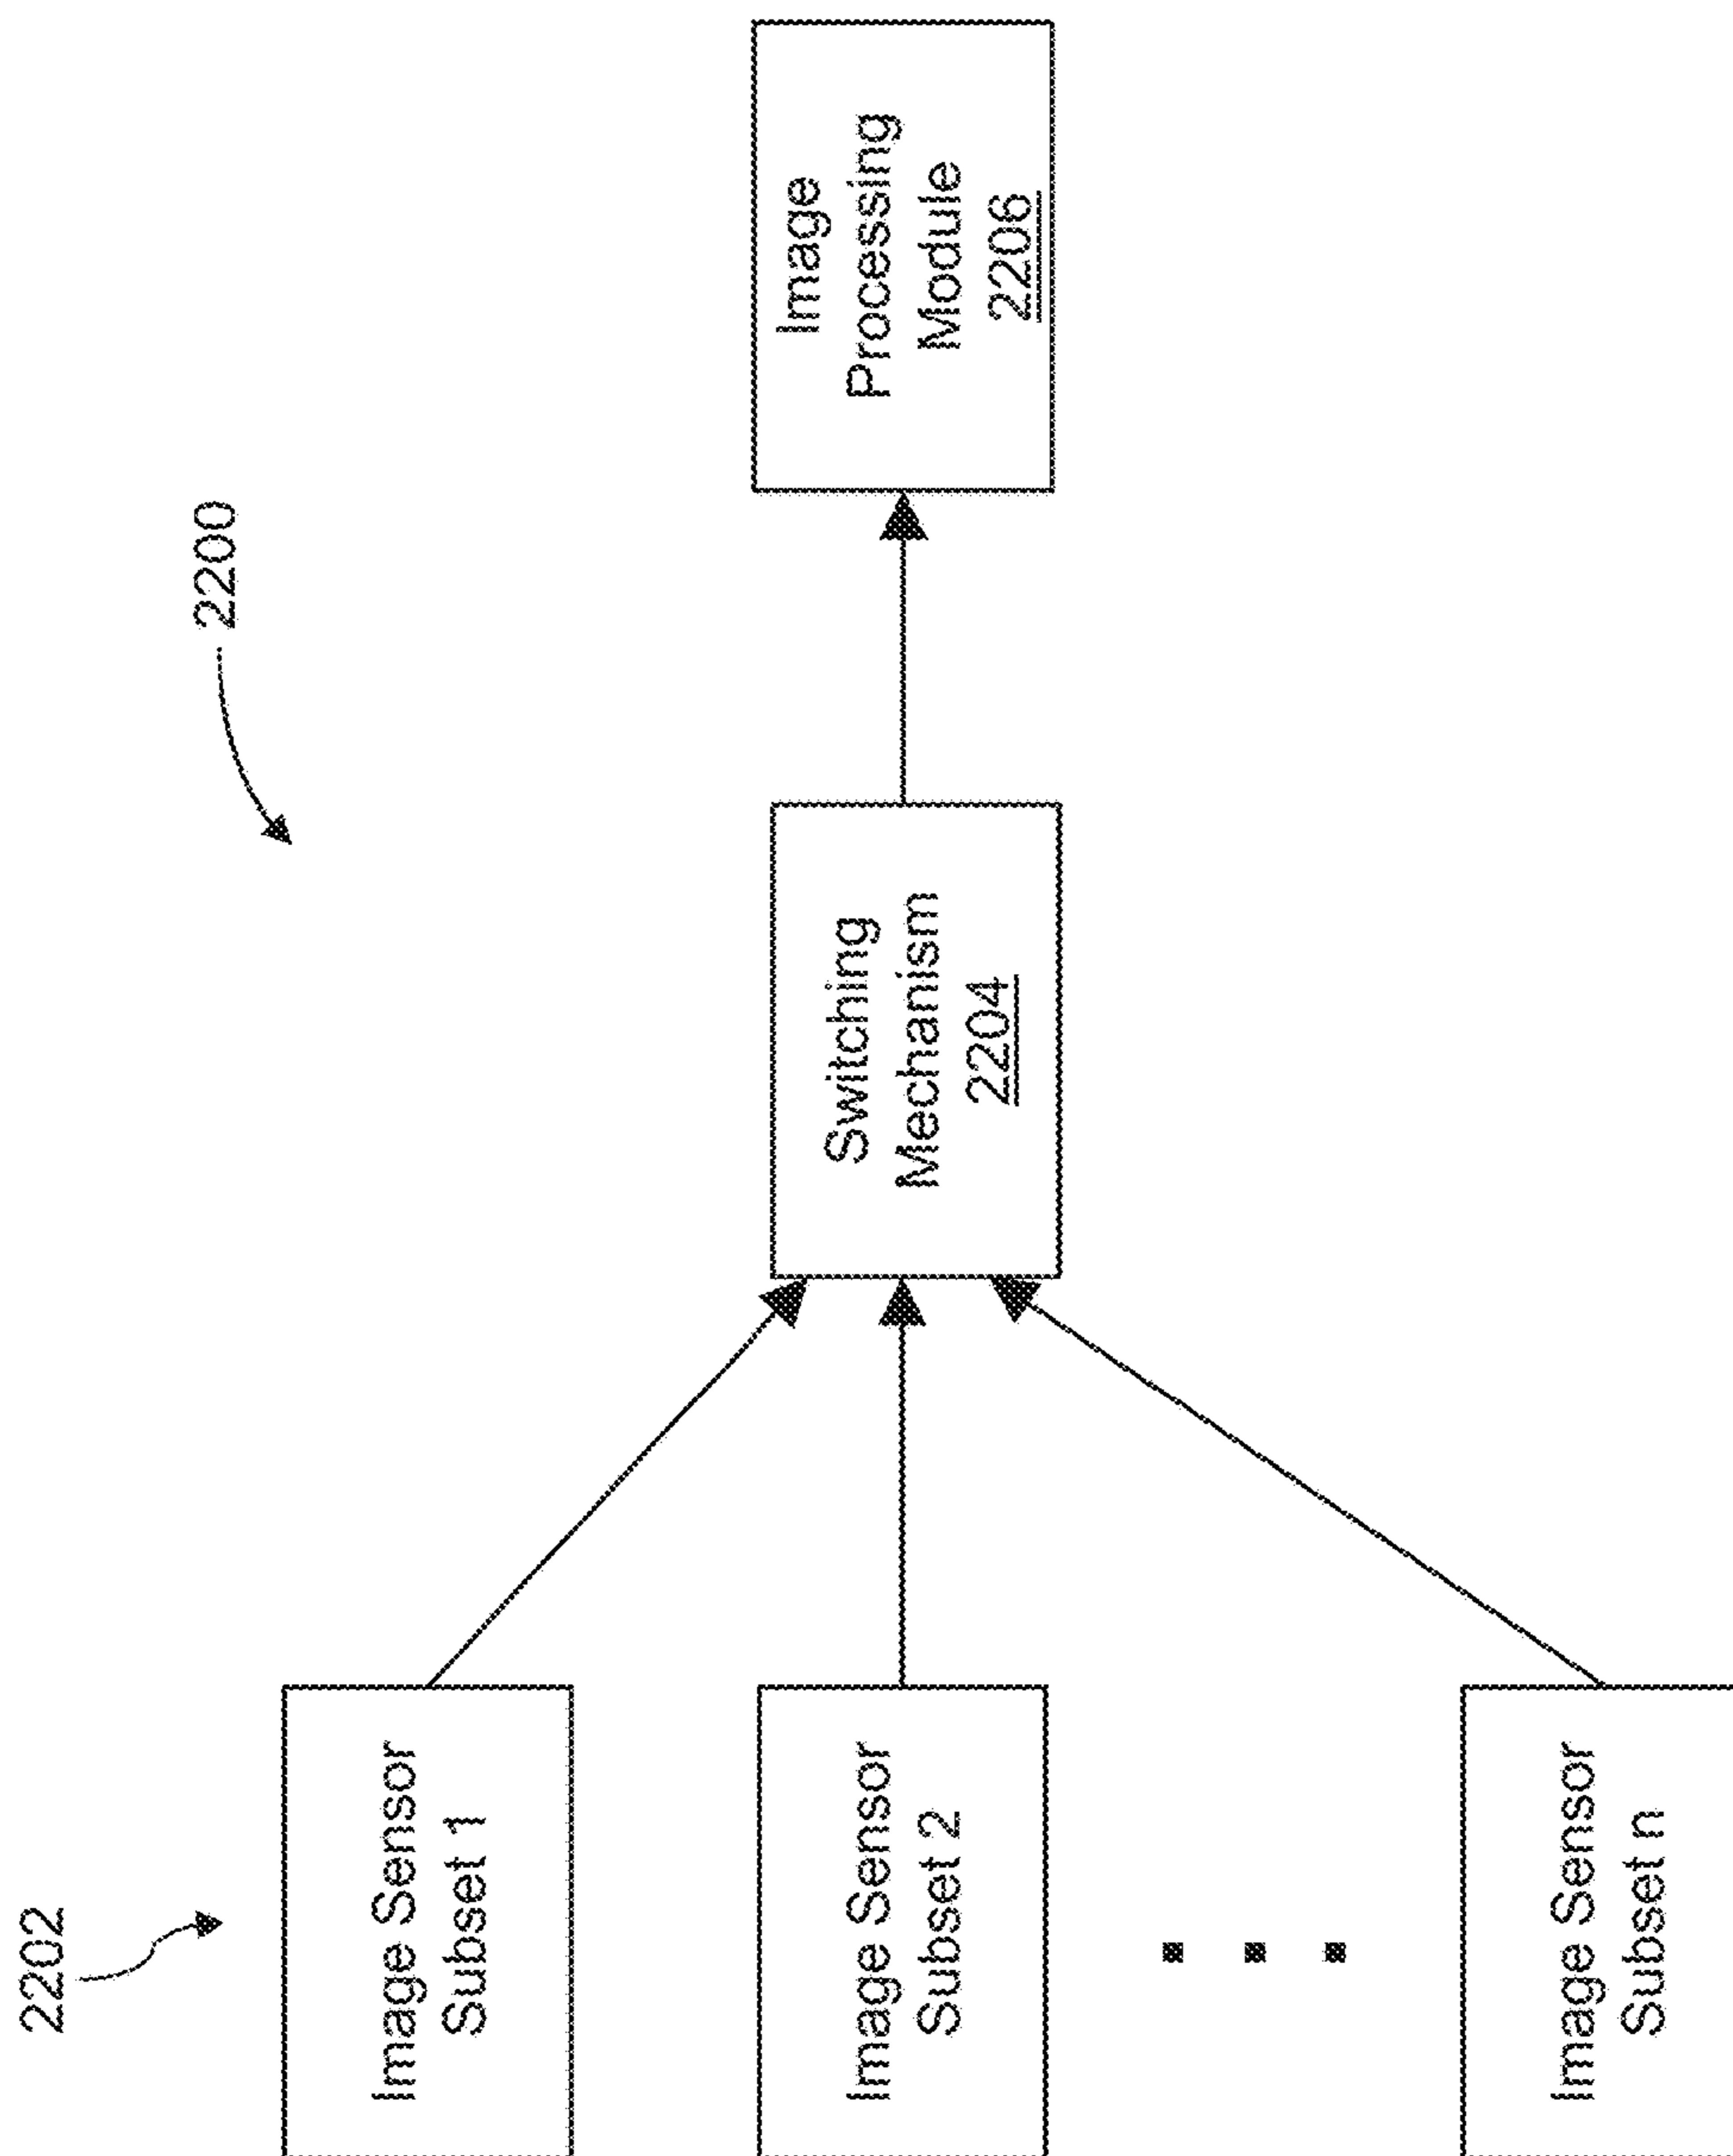 2202
2200
Image Sensor
Subset 1
Image Sensor
Subset 2
Image Sensor
Subset n
Switching
Mechanism
2204
Image
Processing
Module
2206